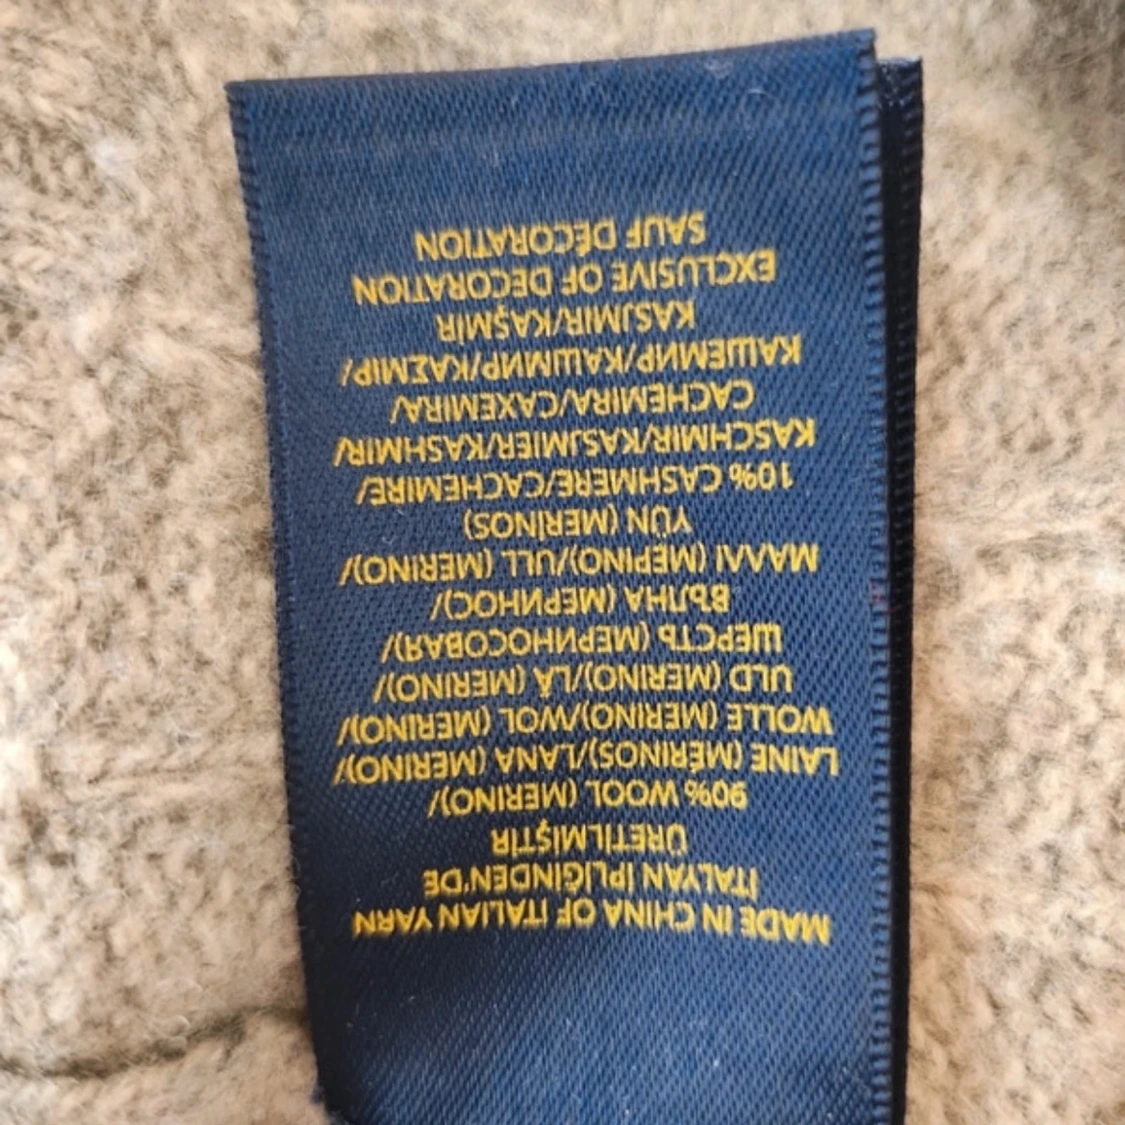 MADE IN CHINA OF ITALIAN YARN
İTALYAN İPLİĞİNDEN'DE
ÜRETİLMİŞTİR
90% WOOL (MERINO)/
LAINE (MÉRINOS)/LANA (MERINO)/
WOLLE (MERINO)/WOL (MERINO)/
ULD (MERINO)/LÃ (MERINO)/
ШЕРСТЬ (МЕРИНОСОВАЯ)/
ВЪЛНА (МЕРИНОС)/
ΜΑΛΛΙ (ΜΕΡΙΝΟ)/ULL (MERINO)/
YÜN (MERİNOS)
10% CASHMERE/CACHEMIRE/
KASCHMIR/KASJMIER/KASHMIR/
CACHEMIRA/CAXEMIRA/
КАШЕМИР/КАШМИР/ΚΑΣΜΙΡ/
KASJMIR/KAŞMİR
EXCLUSIVE OF DECORATION
SAUF DÉCORATION